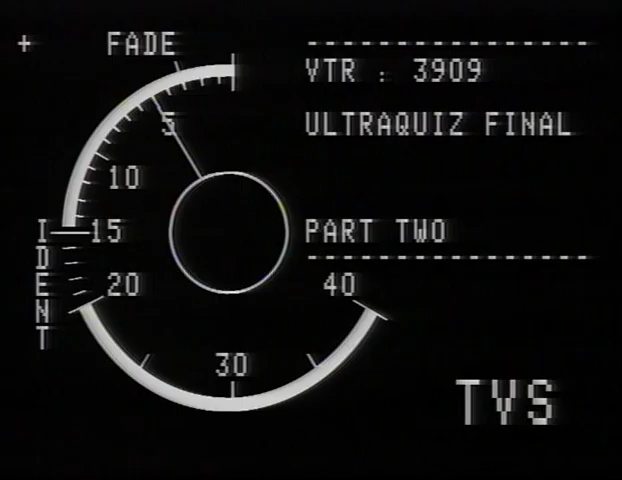 + FADE
VTR : 3909
5
ULTRAQUIZ FINAL
10
IDENT
15
PART TWO
20
40
30
TVS